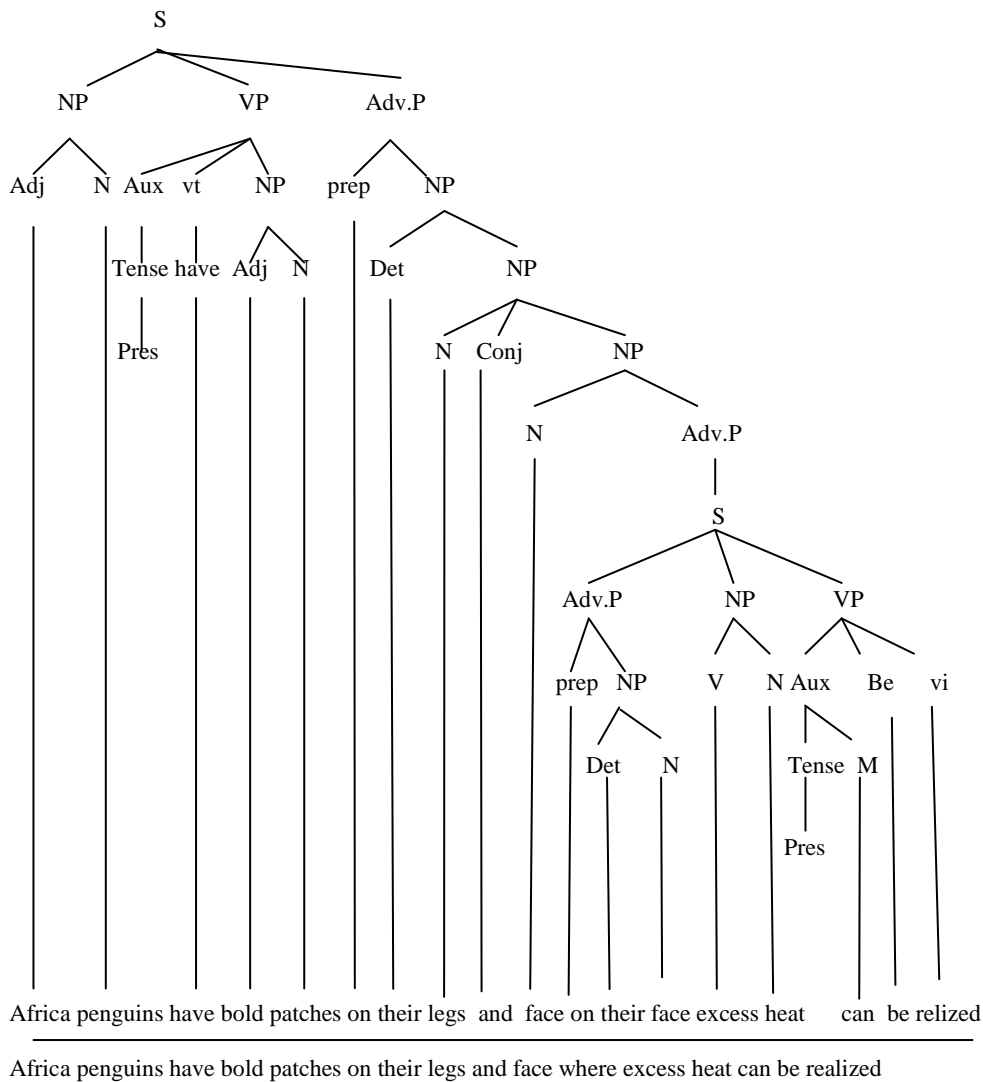 S
NP VP Adv.P
Adj N Aux vt NP prep NP
Tense have Adj N Det NP
Pres N Conj NP
N Adv.P
S
Adv.P NP VP
prep NP V N Aux Be vi
Det N Tense M
Pres
Africa penguins have bold patches on their legs and face on their face excess heat can be relized
Africa penguins have bold patches on their legs and face where excess heat can be realized